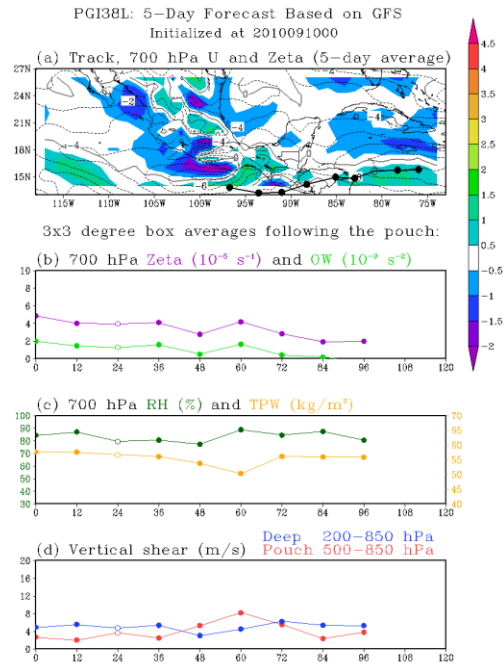 PGI38L: 5-Day Forecast Based on GFS
Initialized at 2010091000
(a) Track, 700 hPa U and Zeta (5-day average)
27N
24N
21N
18N
15N
115W 110W 105W 100W 95W 90W 85W 80W 75W
-2
-4
-4
-6
4.5
4
3.5
3
2.5
2
1.5
1
0.5
-0.5
-1
-1.5
-2
3x3 degree box averages following the pouch:
(b) 700 hPa Zeta (10⁻⁵ s⁻¹) and OW (10⁻⁹ s⁻²)
10
8
6
4
2
0
0 12 24 36 48 60 72 84 96 108 120
(c) 700 hPa RH (%) and TPW (kg/m²)
100 70
90 65
80 60
70 55
60
50 50
40 45
30 40
0 12 24 36 48 60 72 84 96 108 120
Deep 200-850 hPa
(d) Vertical shear (m/s) Pouch 500-850 hPa
20
16
12
8
4
0
0 12 24 36 48 60 72 84 96 108 120